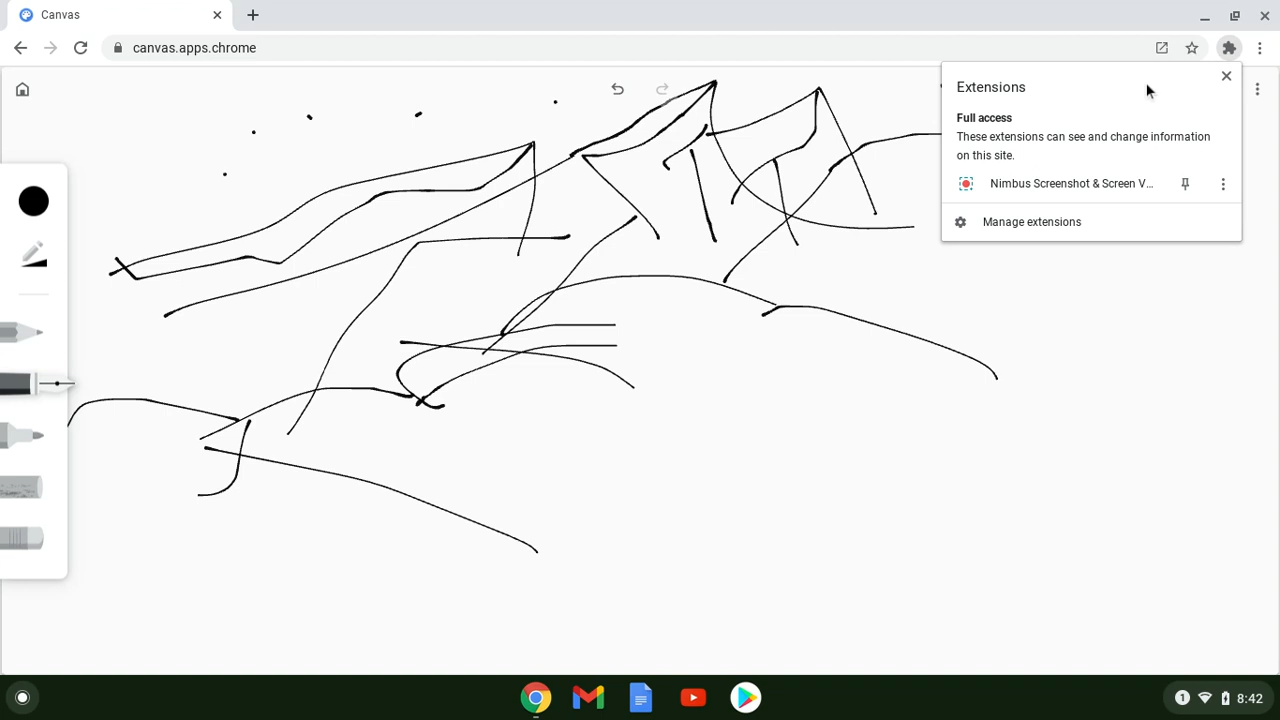 Canvas
canvas.apps.chrome
Extensions
Full access
These extensions can see and change information
on this site.
Nimbus Screenshot & Screen V...
Manage extensions
1 8:42